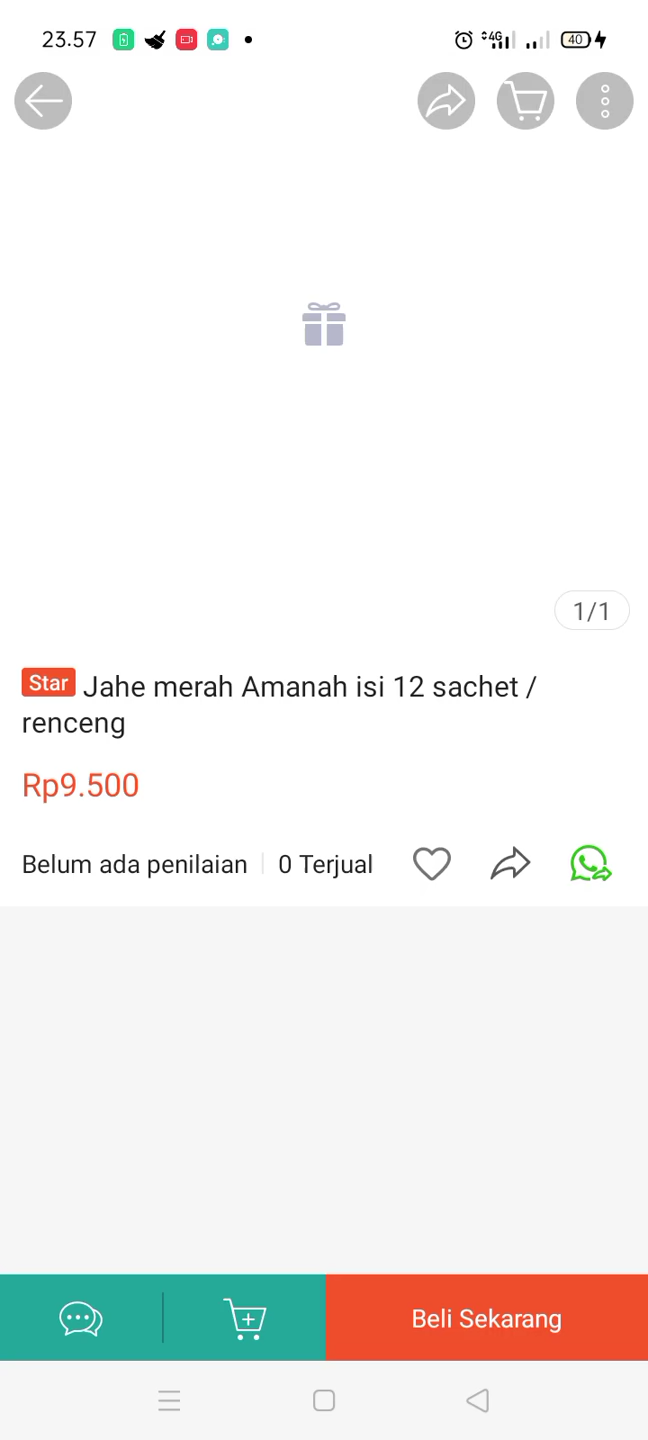 23.57
4G
40
1/1
Star Jahe merah Amanah isi 12 sachet /
renceng
Rp9.500
Belum ada penilaian 0 Terjual
Beli Sekarang